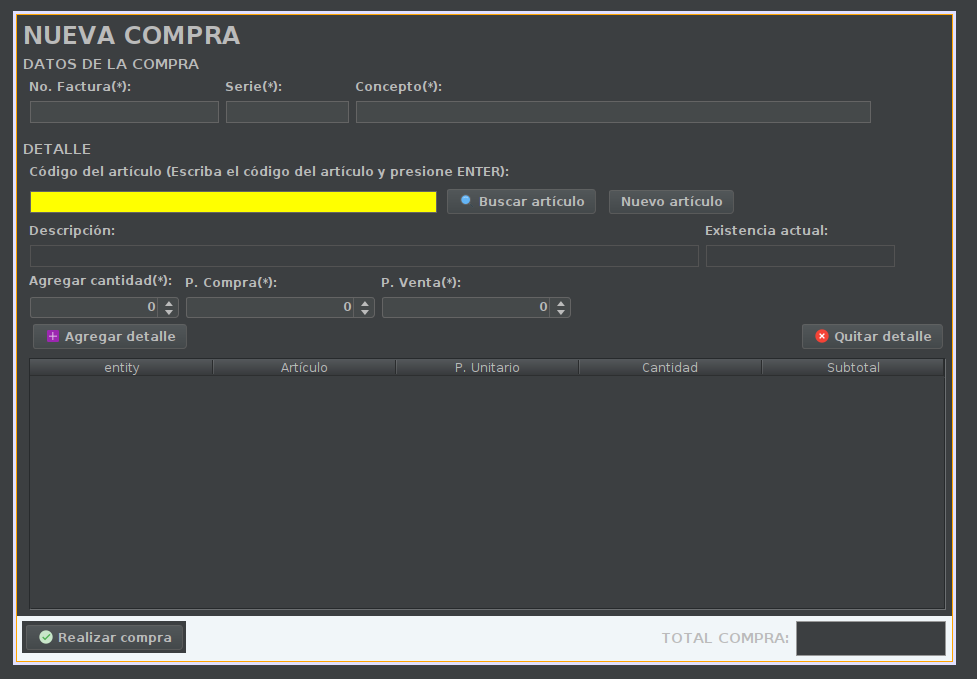 NUEVA COMPRA
DATOS DE LA COMPRA
No. Factura(*): Serie(*): Concepto(*):
DETALLE
Código del artículo (Escriba el código del artículo y presione ENTER):
Buscar artículo Nuevo artículo
Descripción: Existencia actual:
Agregar cantidad(*): P. Compra(*): P. Venta(*):
0 0 0
Agregar detalle Quitar detalle
entity Artículo P. Unitario Cantidad Subtotal
Realizar compra TOTAL COMPRA: